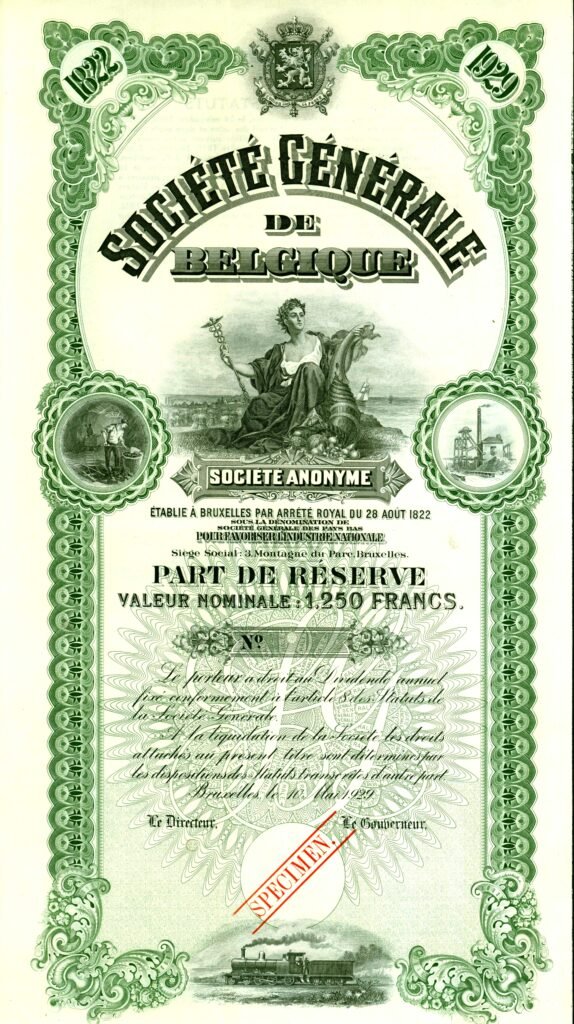 1822
1929
SOCIÉTÉ GÉNÉRALE
DE
BELGIQUE
SOCIÉTÉ ANONYME
ÉTABLIE À BRUXELLES PAR ARRÊTÉ ROYAL DU 28 AOÛT 1822
SOUS LA DÉNOMINATION DE
SOCIÉTÉ GÉNÉRALE DES PAYS BAS
POUR FAVORISER L'INDUSTRIE NATIONALE
Siège Social: 3, Montagne du Parc, Bruxelles.
PART DE RÉSERVE
VALEUR NOMINALE: 1,250 FRANCS.
No
Le porteur a droit au Dividende annuel
fixé conformément à l'article 8 des Statuts de
la Société Générale.
A la liquidation de la Société les droits
attachés au présent titre sont déterminés par
les dispositions des Statuts transcrites d'autre part.
Bruxelles, le 10 Mai 1929.
Le Directeur,
Le Gouverneur,
SPECIMEN.